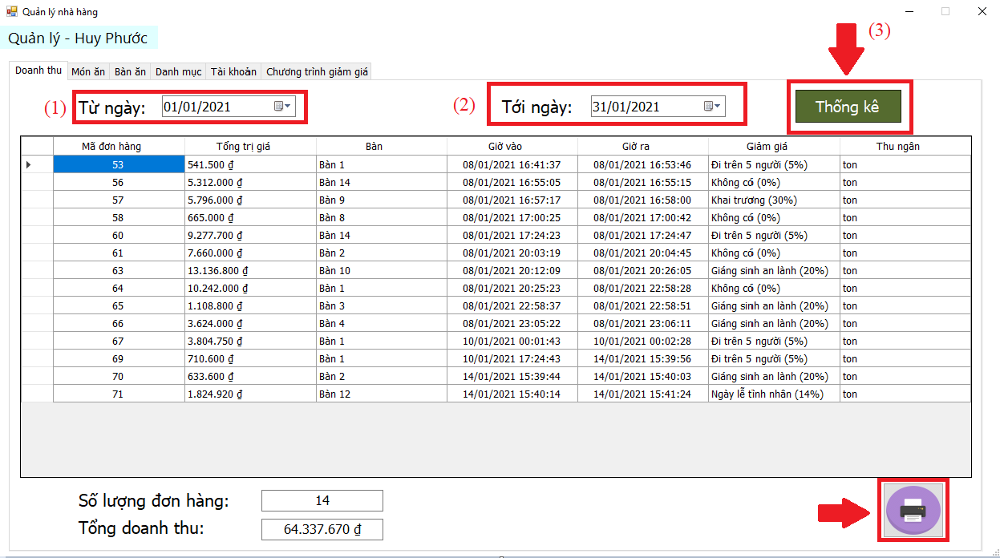 Quản lý nhà hàng
Quản lý - Huy Phước
(3)
Doanh thu Món ăn Bàn ăn Danh mục Tài khoản Chương trình giảm giá
(1) Từ ngày: 01/01/2021 (2) Tới ngày: 31/01/2021 Thống kê
Mã đơn hàng Tổng trị giá Bàn Giờ vào Giờ ra Giảm giá Thu ngân
53 541.500 ₫ Bàn 1 08/01/2021 16:41:37 08/01/2021 16:53:46 Đi trên 5 người (5%) ton
56 5.312.000 ₫ Bàn 14 08/01/2021 16:55:05 08/01/2021 16:55:15 Không có (0%) ton
57 5.796.000 ₫ Bàn 9 08/01/2021 16:57:17 08/01/2021 16:58:00 Khai trương (30%) ton
58 665.000 ₫ Bàn 8 08/01/2021 17:00:25 08/01/2021 17:00:42 Không có (0%) ton
60 9.277.700 ₫ Bàn 14 08/01/2021 17:24:23 08/01/2021 17:24:47 Đi trên 5 người (5%) ton
61 7.660.000 ₫ Bàn 2 08/01/2021 20:03:19 08/01/2021 20:04:45 Không có (0%) ton
63 13.136.800 ₫ Bàn 10 08/01/2021 20:12:09 08/01/2021 20:26:05 Giáng sinh an lành (20%) ton
64 10.242.000 ₫ Bàn 1 08/01/2021 20:25:23 08/01/2021 22:58:28 Không có (0%) ton
65 1.108.800 ₫ Bàn 3 08/01/2021 22:58:37 08/01/2021 22:58:51 Giáng sinh an lành (20%) ton
66 3.624.000 ₫ Bàn 4 08/01/2021 23:05:22 08/01/2021 23:06:11 Giáng sinh an lành (20%) ton
67 3.804.750 ₫ Bàn 1 10/01/2021 00:01:43 10/01/2021 00:02:28 Đi trên 5 người (5%) ton
69 710.600 ₫ Bàn 1 10/01/2021 17:24:43 14/01/2021 15:39:56 Đi trên 5 người (5%) ton
70 633.600 ₫ Bàn 2 14/01/2021 15:39:44 14/01/2021 15:40:03 Giáng sinh an lành (20%) ton
71 1.824.920 ₫ Bàn 12 14/01/2021 15:40:14 14/01/2021 15:41:24 Ngày lễ tình nhân (14%) ton
Số lượng đơn hàng: 14
Tổng doanh thu: 64.337.670 ₫